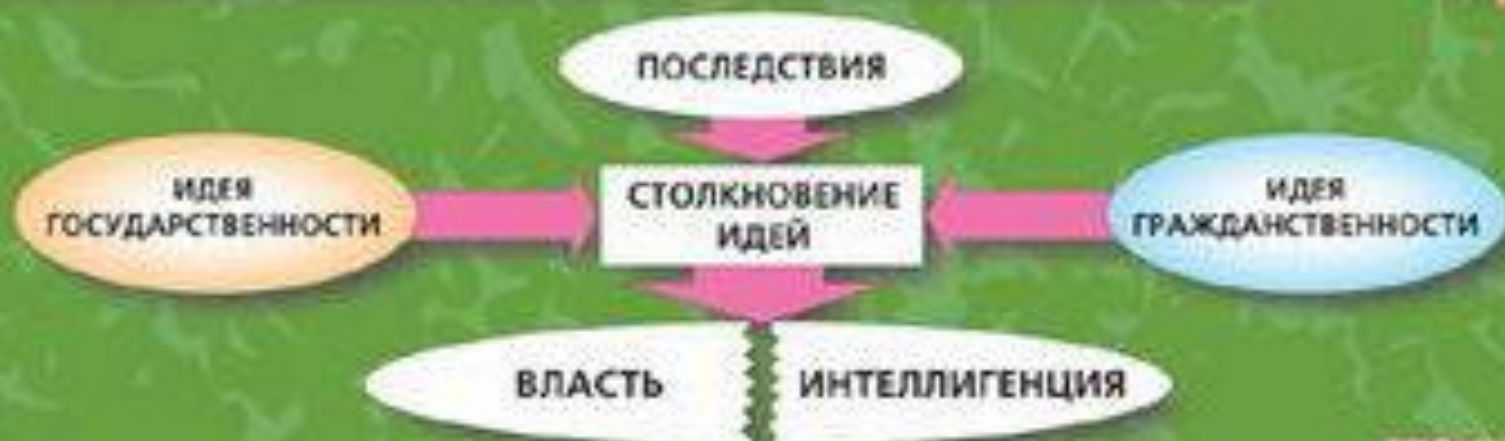 ПОСЛЕДСТВИЯ
ИДЕЯ
ГОСУДАРСТВЕННОСТИ
СТОЛКНОВЕНИЕ
ИДЕЙ
ИДЕЯ
ГРАЖДАНСТВЕННОСТИ
ВЛАСТЬ
ИНТЕЛЛИГЕНЦИЯ